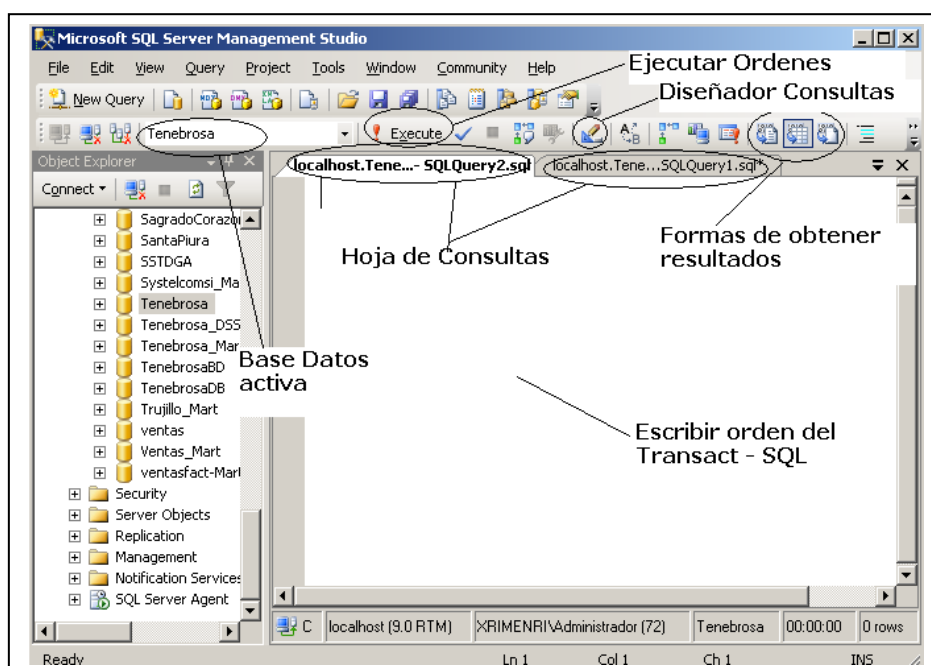 Microsoft SQL Server Management Studio
File Edit View Query Project Tools Window Community Help
Ejecutar Ordenes
New Query
Diseñador Consultas
Tenebrosa
Execute
Object Explorer
localhost.Tene...- SQLQuery2.sql
localhost.Tene...SQLQuery1.sql*
Connect
SagradoCorazo
SantaPiura
SSTDGA
Systelcomsi_Ma
Tenebrosa
Tenebrosa_DSS
Tenebrosa_Mar
TenebrosaBD
TenebrosaDB
Trujillo_Mart
ventas
Ventas_Mart
ventasfact-Mar
Security
Server Objects
Replication
Management
Notification Services
SQL Server Agent
Hoja de Consultas
Formas de obtener
resultados
Base Datos
activa
Escribir orden del
Transact - SQL
C localhost (9.0 RTM) XRIMENRI\Administrador (72) Tenebrosa 00:00:00 0 rows
Ready Ln 1 Col 1 Ch 1 INS